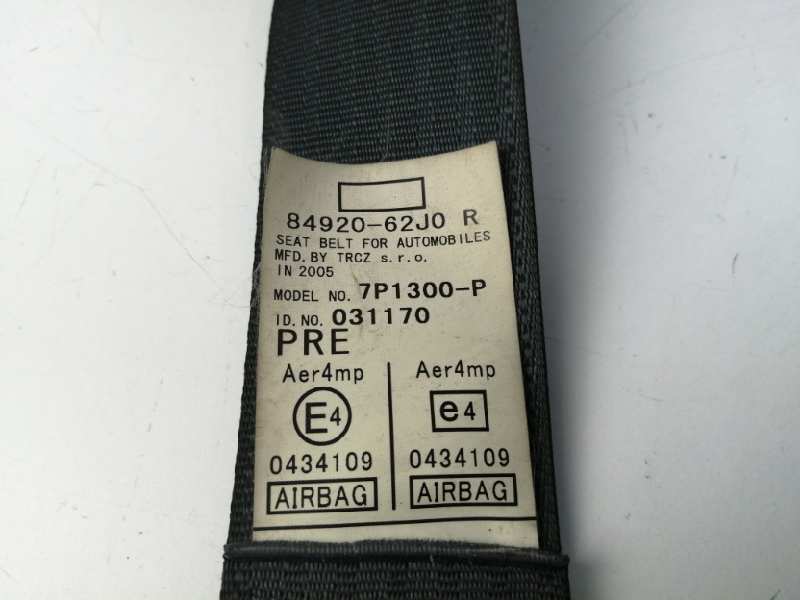 84920-62J0 R
SEAT BELT FOR AUTOMOBILES
MFD. BY TRCZ s.r.o.
IN 2005
MODEL NO. 7P1300-P
ID. NO. 031170
PRE
Aer4mp
E4
0434109
AIRBAG
Aer4mp
e4
0434109
AIRBAG